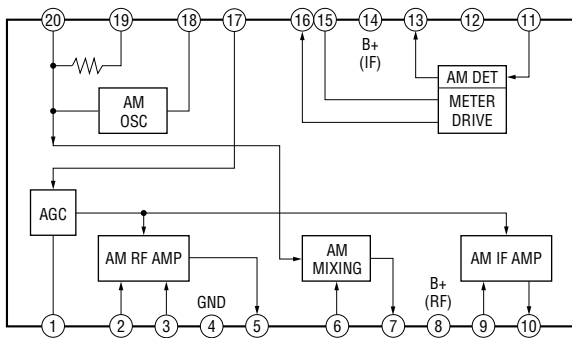 20 19 18 17 16 15 14 13 12 11
B+
(IF)
AM DET
METER
DRIVE
AM
OSC
AGC
AM RF AMP
AM
MIXING
AM IF AMP
GND
B+
(RF)
1 2 3 4 5 6 7 8 9 10